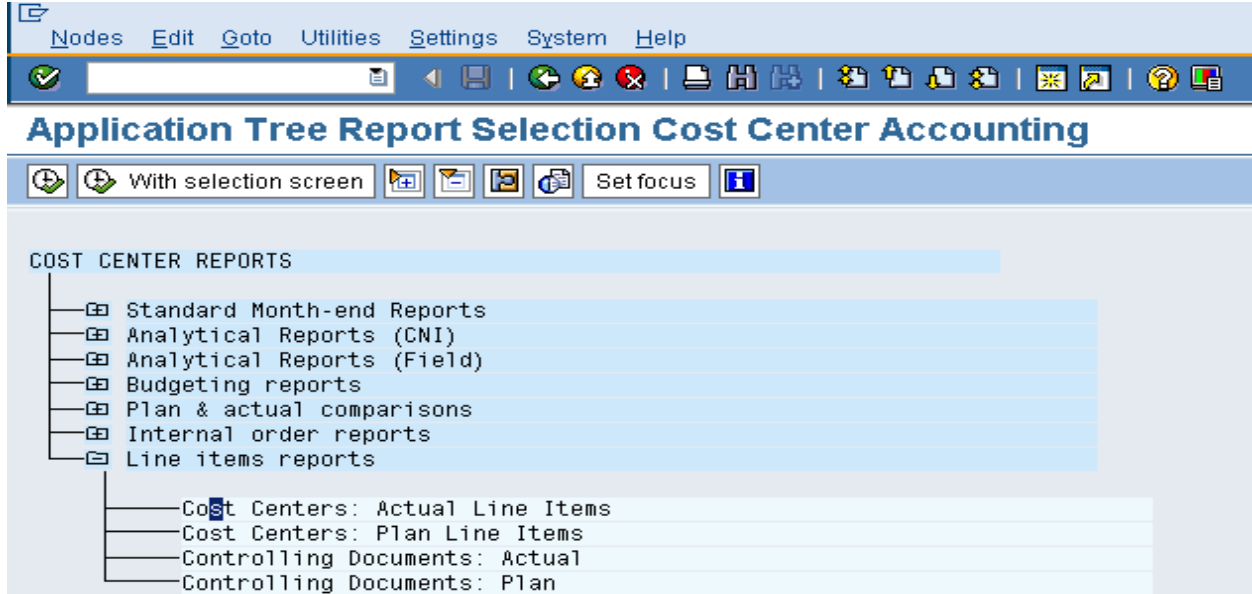 Nodes Edit Goto Utilities Settings System Help
Application Tree Report Selection Cost Center Accounting
With selection screen Set focus
COST CENTER REPORTS
Standard Month-end Reports
Analytical Reports (CNI)
Analytical Reports (Field)
Budgeting reports
Plan & actual comparisons
Internal order reports
Line items reports
Cost Centers: Actual Line Items
Cost Centers: Plan Line Items
Controlling Documents: Actual
Controlling Documents: Plan